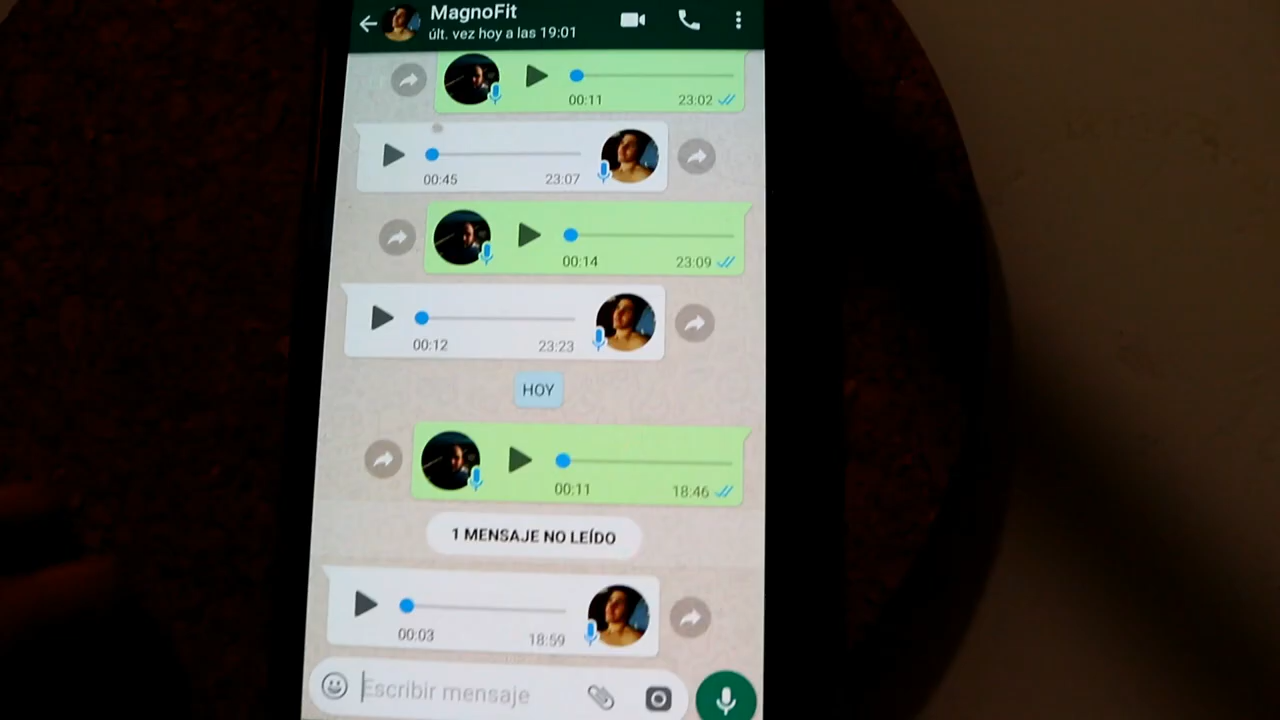 MagnoFit
últ. vez hoy a las 19:01
00:11 23:02
00:45 23:07
00:14 23:09
00:12 23:23
HOY
00:11 18:46
1 MENSAJE NO LEÍDO
00:03 18:59
Escribir mensaje